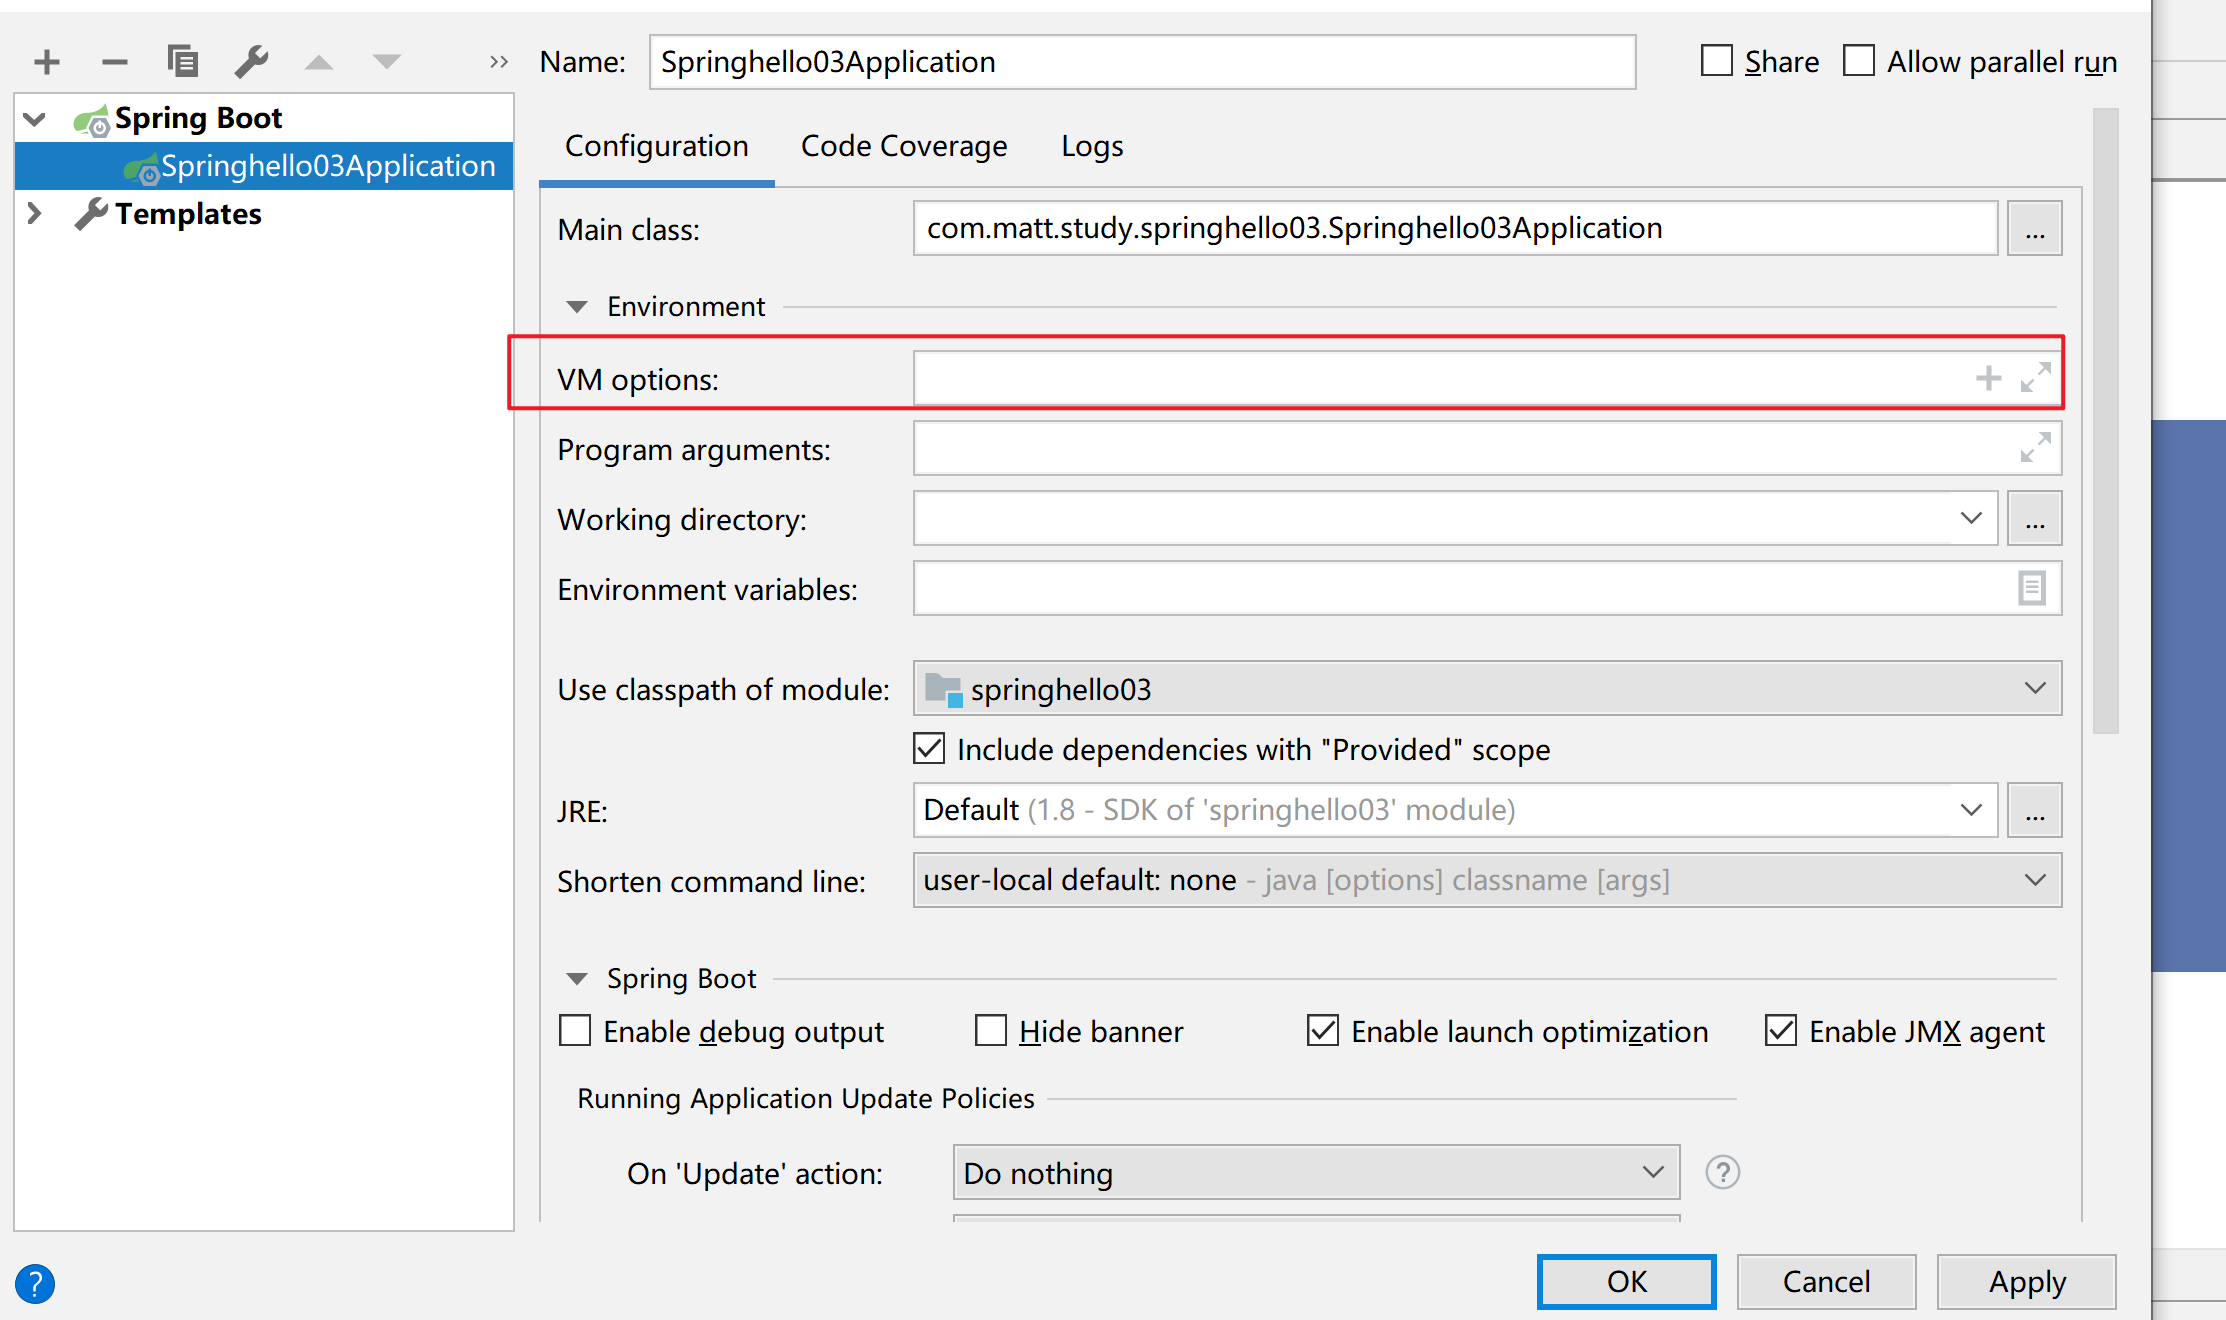 Name: Springhello03Application Share Allow parallel run
Spring Boot
Springhello03Application
Templates
Configuration Code Coverage Logs
Main class: com.matt.study.springhello03.Springhello03Application ...
Environment
VM options:
Program arguments:
Working directory: ...
Environment variables:
Use classpath of module: springhello03
Include dependencies with "Provided" scope
JRE: Default (1.8 - SDK of 'springhello03' module) ...
Shorten command line: user-local default: none - java [options] classname [args]
Spring Boot
Enable debug output Hide banner Enable launch optimization Enable JMX agent
Running Application Update Policies
On 'Update' action: Do nothing ?
? OK Cancel Apply